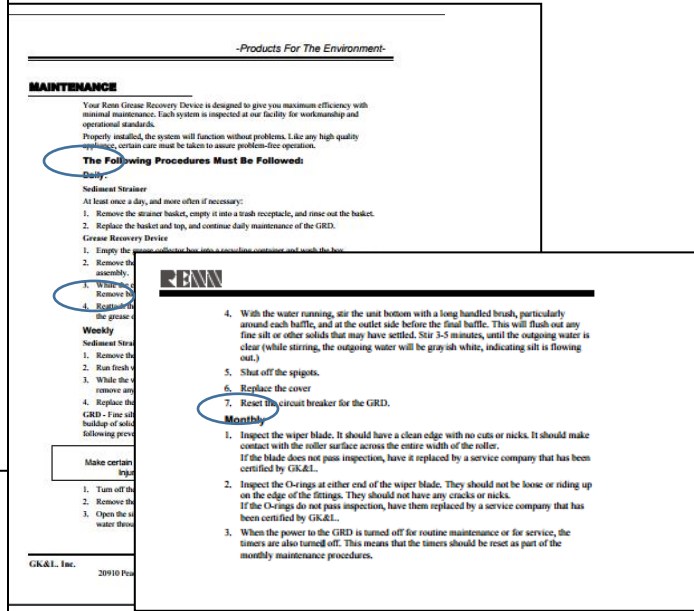 -Products For The Environment-
MAINTENANCE
Your Renn Grease Recovery Device is designed to give you maximum efficiency with
minimal maintenance. Each system is inspected at our facility for workmanship and
operational standards.
Properly installed, the system will function without problems. Like any high quality
appliance, certain care must be taken to assure problem-free operation.
The Following Procedures Must Be Followed:
Daily:
Sediment Strainer
At least once a day, and more often if necessary:
1. Remove the strainer basket, empty it into a trash receptacle, and rinse out the basket.
2. Replace the basket and top, and continue daily maintenance of the GRD.
Grease Recovery Device
1. Empty the grease collector box into a recycling container and wash the box.
2. Remove the
assembly.
3. While the
Remove
4. Reattach the
the grease
Weekly
Sediment
1. Remove the
2. Run fresh
3. While the
remove any
4. Replace the
GRD - Fine silt
buildup of
following
Make certain
1. Turn off the
2. Remove the
3. Open the
water
GK&L. Inc.
20910
RENN
4. With the water running, stir the unit bottom with a long handled brush, particularly
around each baffle, and at the outlet side before the final baffle. This will flush out any
fine silt or other solids that may have settled. Stir 3-5 minutes, until the outgoing water is
clear (while stirring, the outgoing water will be grayish white, indicating silt is flowing
out.)
5. Shut off the spigots.
6. Replace the cover
7. Reset the circuit breaker for the GRD.
Monthly
1. Inspect the wiper blade. It should have a clean edge with no cuts or nicks. It should make
contact with the roller surface across the entire width of the roller.
If the blade does not pass inspection, have it replaced by a service company that has been
certified by GK&L.
2. Inspect the O-rings at either end of the wiper blade. They should not be loose or riding up
on the edge of the fittings. They should not have any cracks or nicks.
If the O-rings do not pass inspection, have them replaced by a service company that has
been certified by GK&L.
3. When the power to the GRD is turned off for routine maintenance or for service, the
timers are also turned off. This means that the timers should be reset as part of the
monthly maintenance procedures.